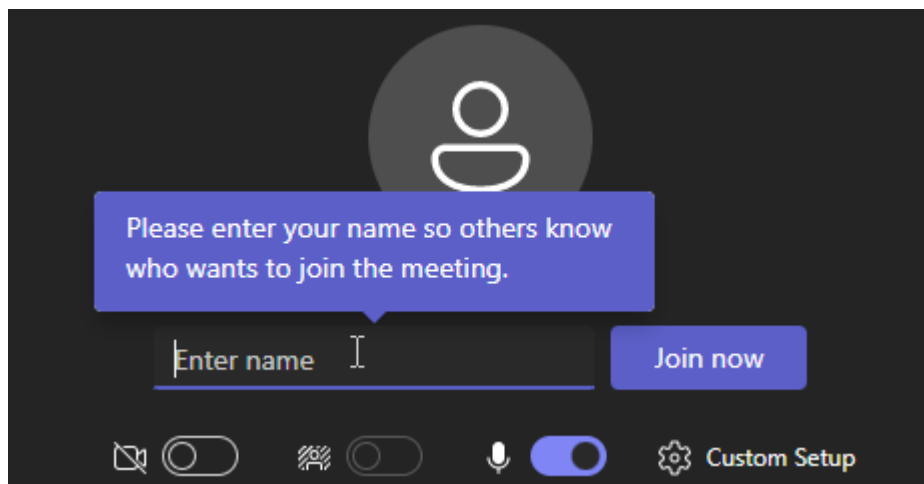 Please enter your name so others know
who wants to join the meeting.
Enter name
Join now
Custom Setup